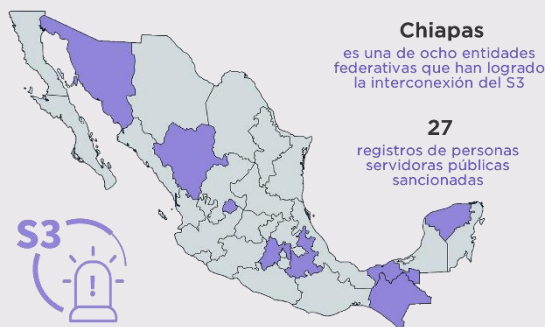 Chiapas
es una de ocho entidades
federativas que han logrado
la interconexión del S3
27
registros de personas
servidoras públicas
sancionadas
S3
!